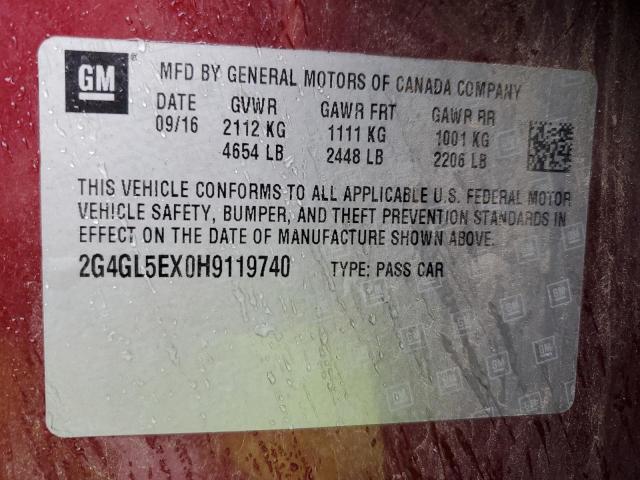 GM
MFD BY GENERAL MOTORS OF CANADA COMPANY
DATE GVWR GAWR FRT GAWR RR
09/16 2112 KG 1111 KG 1001 KG
4654 LB 2448 LB 2206 LB
THIS VEHICLE CONFORMS TO ALL APPLICABLE U.S. FEDERAL MOTOR
VEHICLE SAFETY, BUMPER, AND THEFT PREVENTION STANDARDS IN
EFFECT ON THE DATE OF MANUFACTURE SHOWN ABOVE.
2G4GL5EX0H9119740 TYPE: PASS CAR